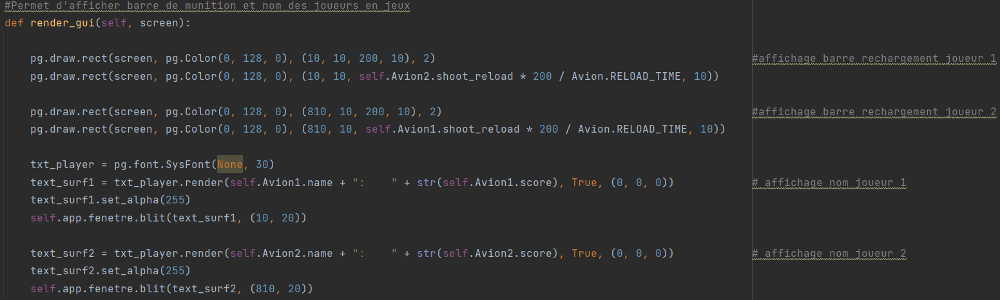 #Permet d'afficher barre de munition et nom des joueurs en jeux
def render_gui(self, screen):
pg.draw.rect(screen, pg.Color(0, 128, 0), (10, 10, 200, 10), 2) #affichage barre rechargement joueur 1
pg.draw.rect(screen, pg.Color(0, 128, 0), (10, 10, self.Avion2.shoot_reload * 200 / Avion.RELOAD_TIME, 10))
pg.draw.rect(screen, pg.Color(0, 128, 0), (810, 10, 200, 10), 2) #affichage barre rechargement joueur 2
pg.draw.rect(screen, pg.Color(0, 128, 0), (810, 10, self.Avion1.shoot_reload * 200 / Avion.RELOAD_TIME, 10))
txt_player = pg.font.SysFont(None, 30)
text_surf1 = txt_player.render(self.Avion1.name + ":    " + str(self.Avion1.score), True, (0, 0, 0)) # affichage nom joueur 1
text_surf1.set_alpha(255)
self.app.fenetre.blit(text_surf1, (10, 20))
text_surf2 = txt_player.render(self.Avion2.name + ":    " + str(self.Avion2.score), True, (0, 0, 0)) # affichage nom joueur 2
text_surf2.set_alpha(255)
self.app.fenetre.blit(text_surf2, (810, 20))